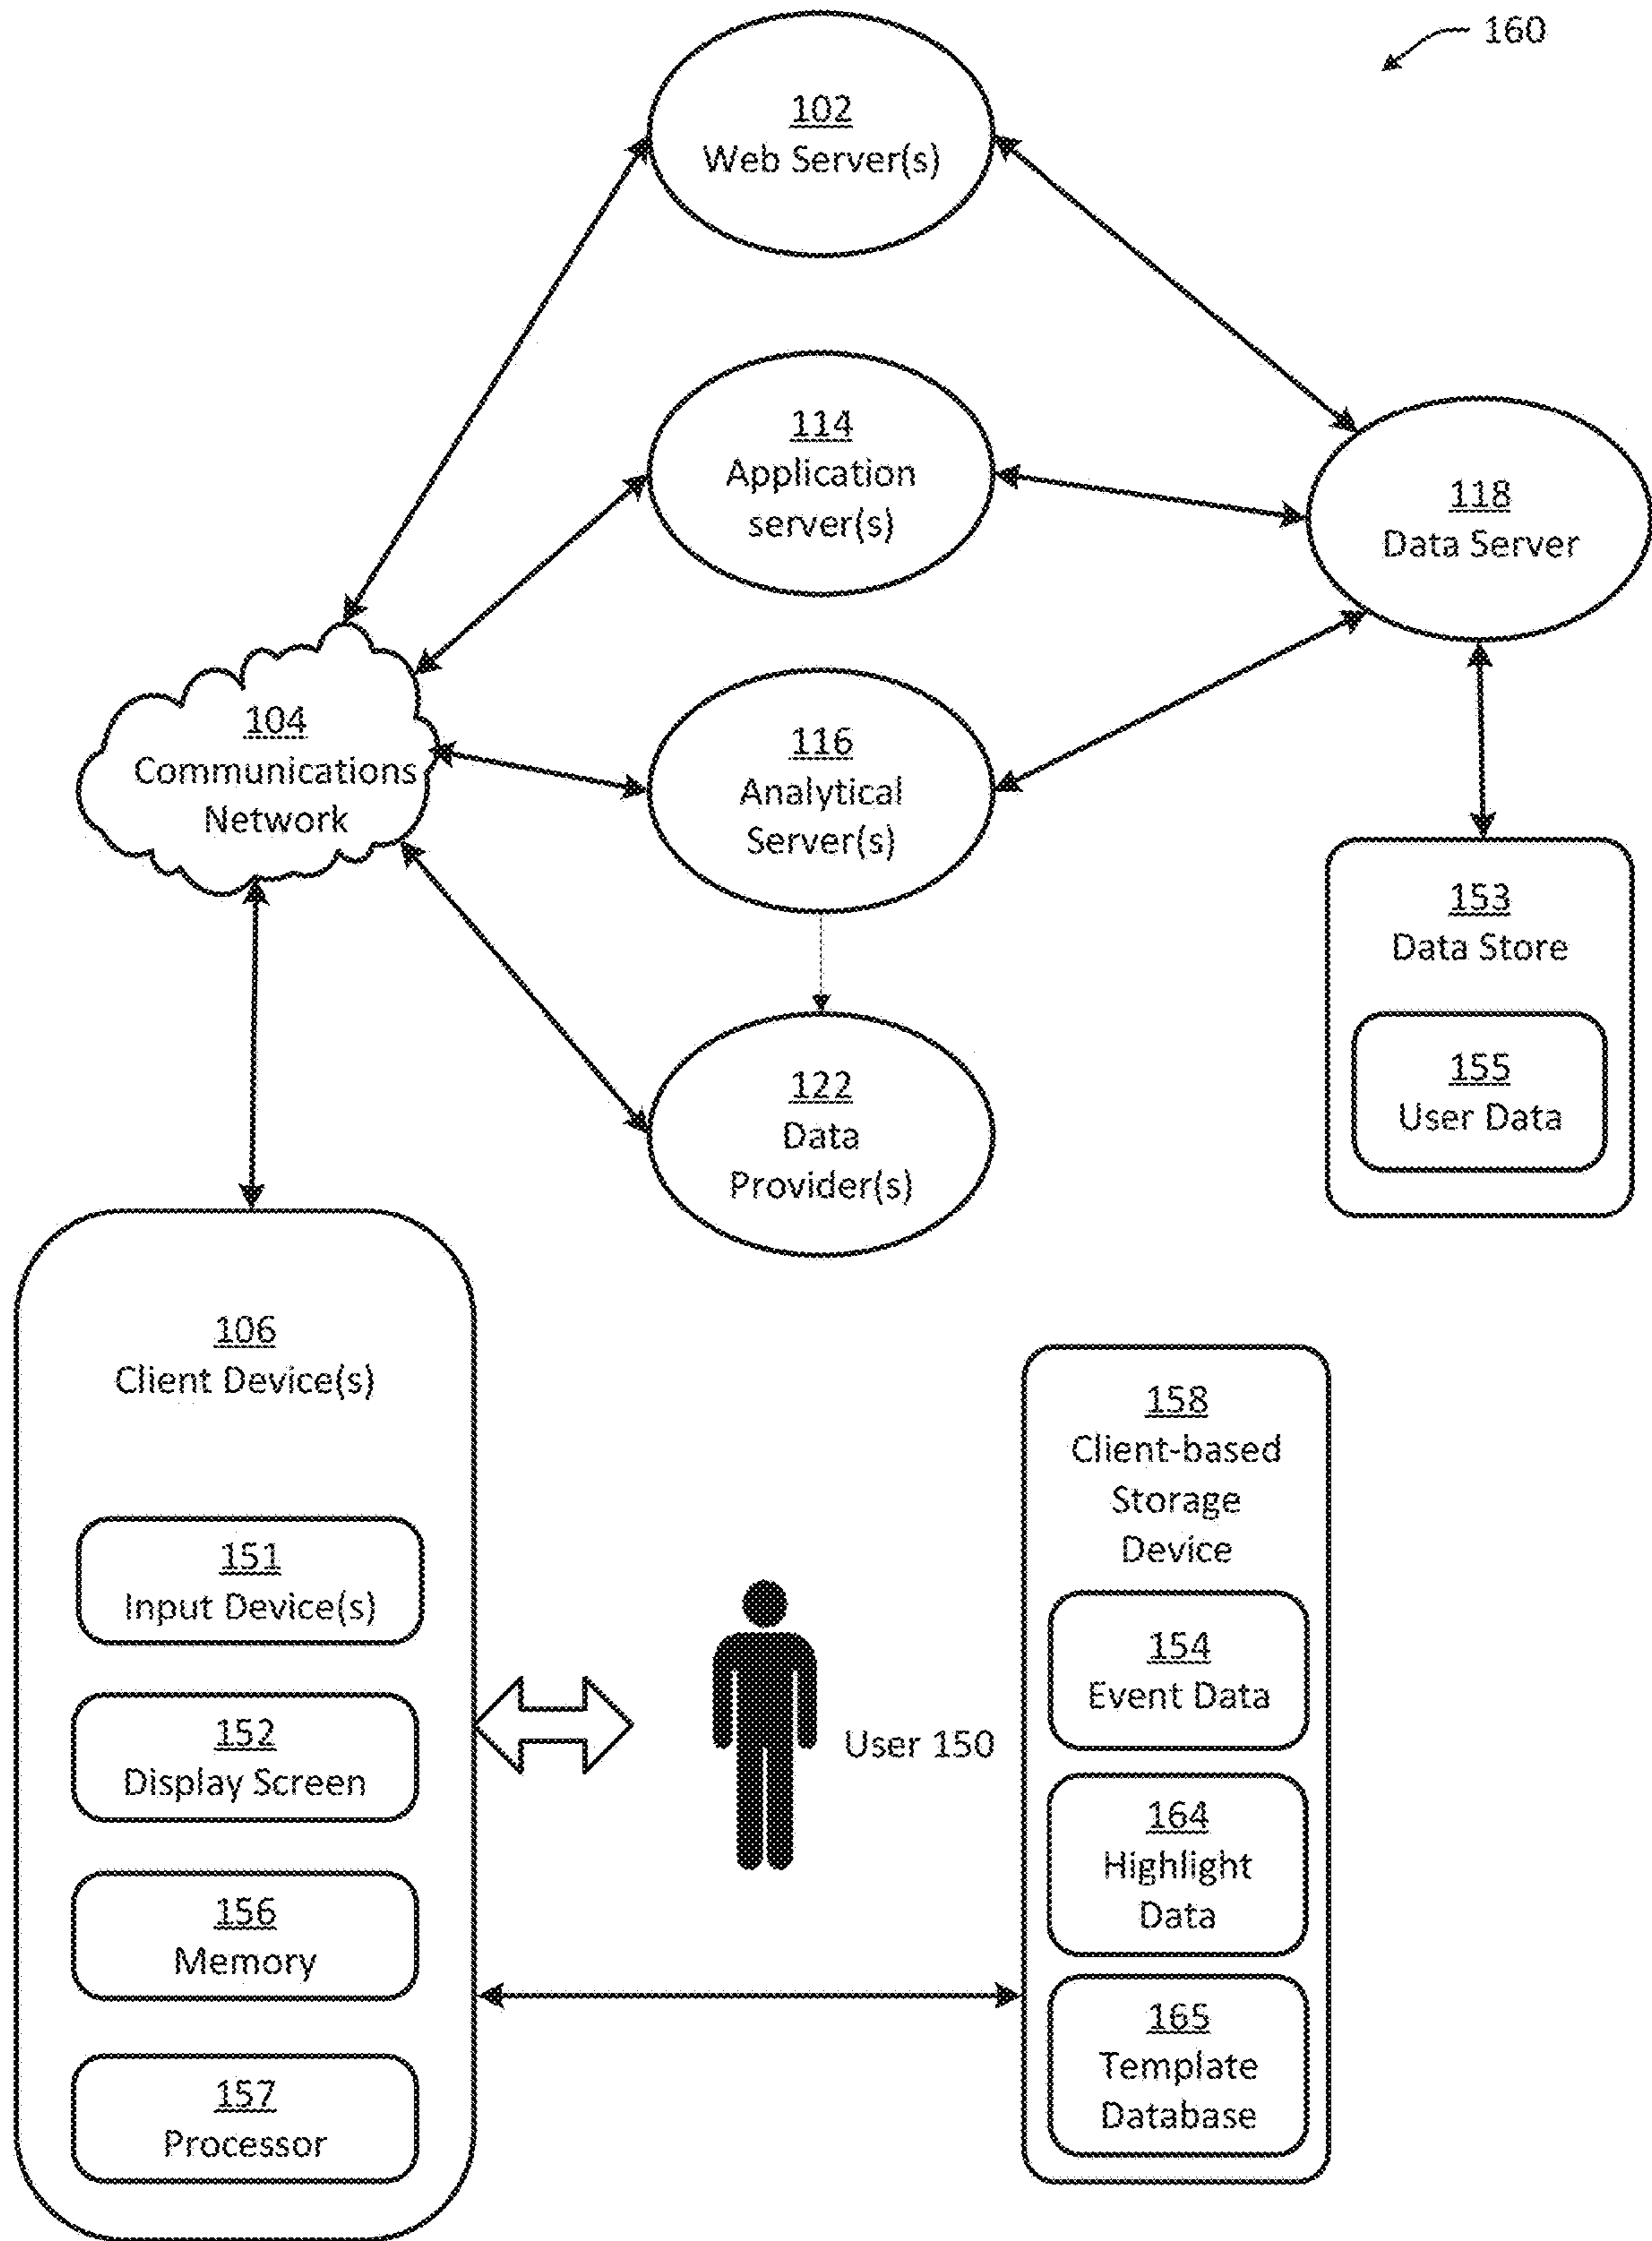 160
102
Web Server(s)
114
Application
server(s)
118
Data Server
104
Communications
Network
116
Analytical
Server(s)
153
Data Store
155
User Data
122
Data
Provider(s)
106
Client Device(s)
151
Input Device(s)
152
Display Screen
156
Memory
157
Processor
User 150
158
Client-based
Storage
Device
154
Event Data
164
Highlight
Data
165
Template
Database